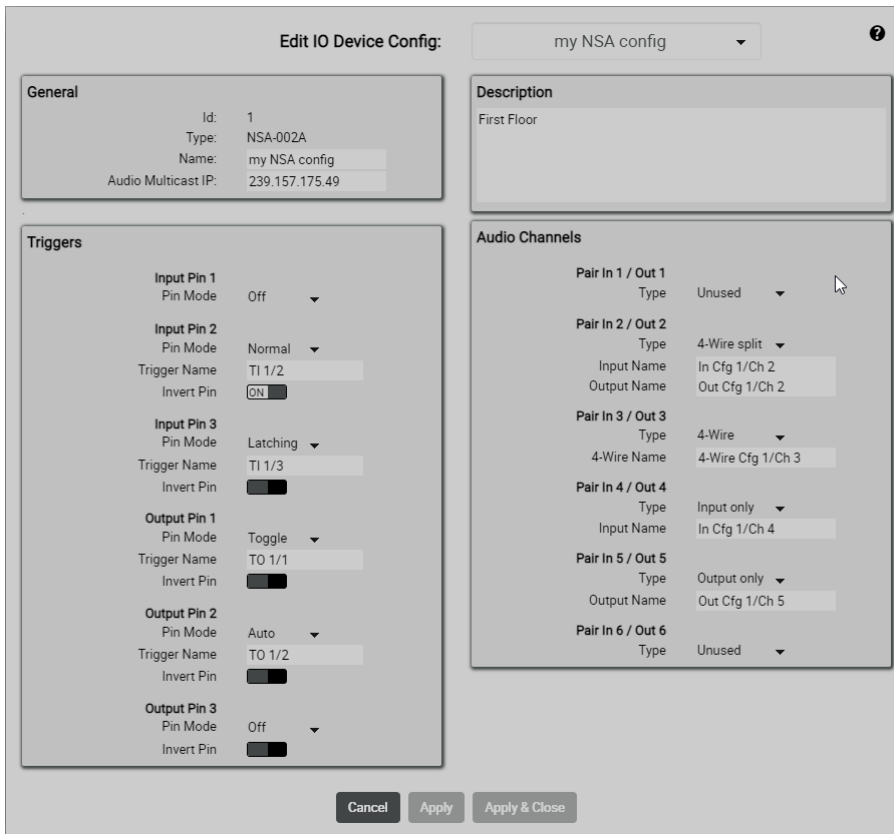 Edit IO Device Config:
my NSA config
?
General
Id: 1
Type: NSA-002A
Name: my NSA config
Audio Multicast IP: 239.157.175.49
Description
First Floor
Triggers
Input Pin 1
Pin Mode Off
Input Pin 2
Pin Mode Normal
Trigger Name TI 1/2
Invert Pin ON
Input Pin 3
Pin Mode Latching
Trigger Name TI 1/3
Invert Pin
Output Pin 1
Pin Mode Toggle
Trigger Name TO 1/1
Invert Pin
Output Pin 2
Pin Mode Auto
Trigger Name TO 1/2
Invert Pin
Output Pin 3
Pin Mode Off
Invert Pin
Audio Channels
Pair In 1 / Out 1
Type Unused
Pair In 2 / Out 2
Type 4-Wire split
Input Name In Cfg 1/Ch 2
Output Name Out Cfg 1/Ch 2
Pair In 3 / Out 3
Type 4-Wire
4-Wire Name 4-Wire Cfg 1/Ch 3
Pair In 4 / Out 4
Type Input only
Input Name In Cfg 1/Ch 4
Pair In 5 / Out 5
Type Output only
Output Name Out Cfg 1/Ch 5
Pair In 6 / Out 6
Type Unused
Cancel
Apply
Apply & Close